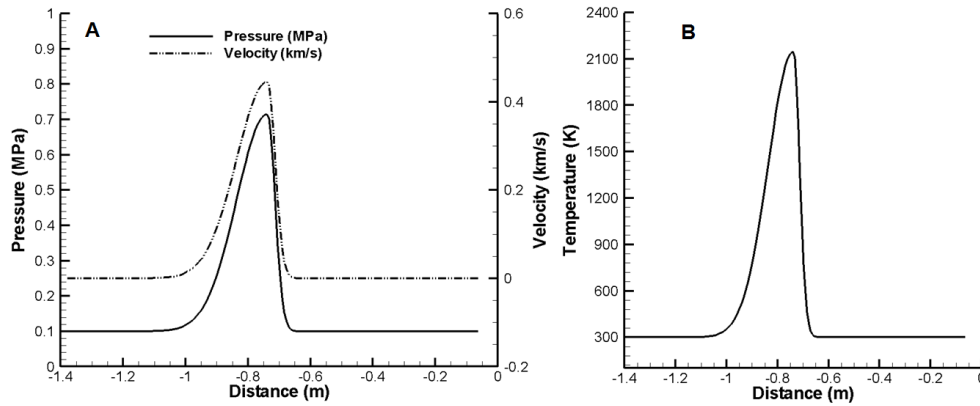 A
Pressure (MPa)
Velocity (km/s)
1
0.9
0.8
0.7
0.6
0.5
0.4
0.3
0.2
0.1
0
Pressure (MPa)
-1.4 -1.2 -1 -0.8 -0.6 -0.4 -0.2 0
Distance (m)
0.6
0.4
0.2
0
-0.2
Velocity (km/s)
B
2400
2100
1800
1500
1200
900
600
300
Temperature (K)
-1.4 -1.2 -1 -0.8 -0.6 -0.4 -0.2 0
Distance (m)